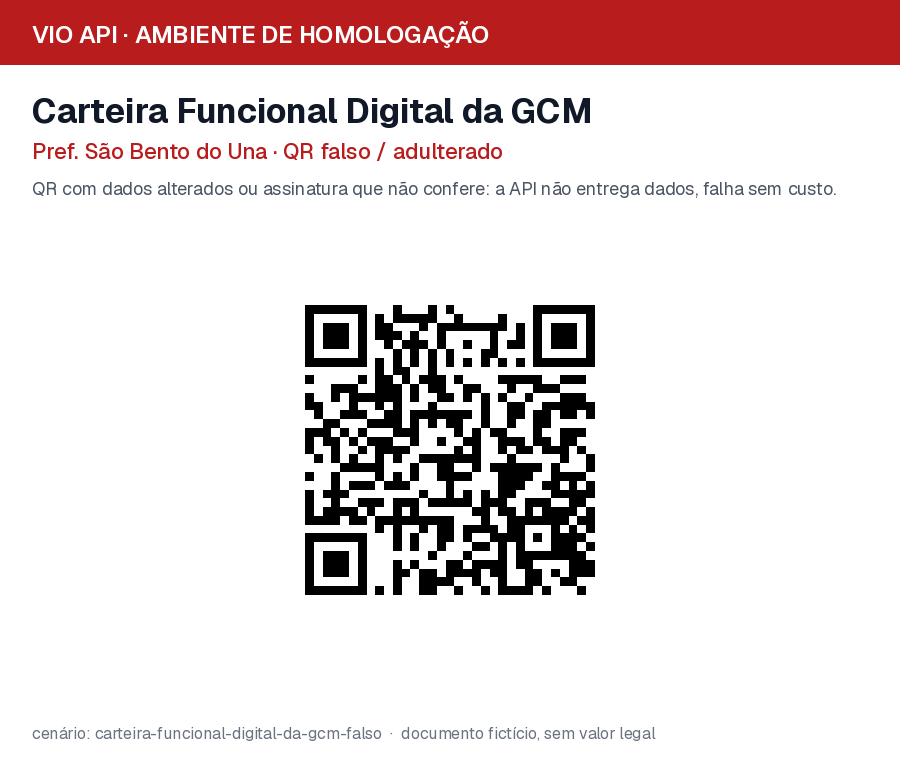 VIO API · AMBIENTE DE HOMOLOGAÇÃO
Carteira Funcional Digital da GCM
Pref. São Bento do Una · QR falso / adulterado
QR com dados alterados ou assinatura que não confere: a API não entrega dados, falha sem custo.
cenário: carteira-funcional-digital-da-gcm-falso · documento fictício, sem valor legal